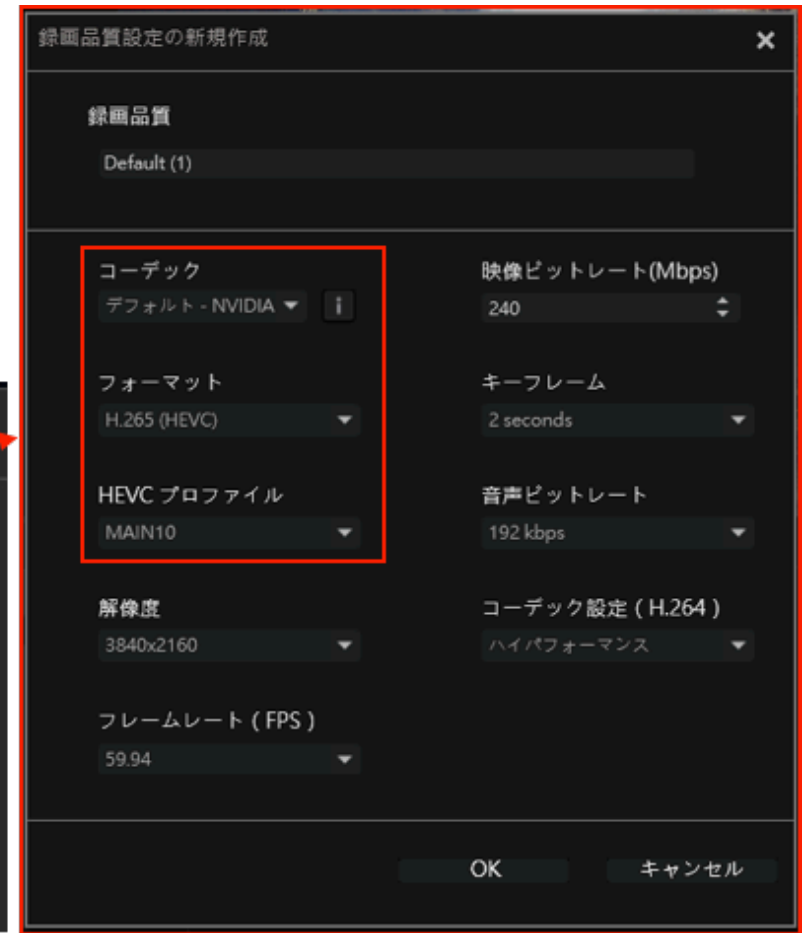 録画品質設定の新規作成
録画品質
Default (1)
コーデック
デフォルト - NVIDIA
i
映像ビットレート(Mbps)
240
フォーマット
H.265 (HEVC)
キーフレーム
2 seconds
HEVC プロファイル
MAIN10
音声ビットレート
192 kbps
解像度
3840x2160
コーデック設定 ( H.264 )
ハイパフォーマンス
フレームレート ( FPS )
59.94
OK
キャンセル